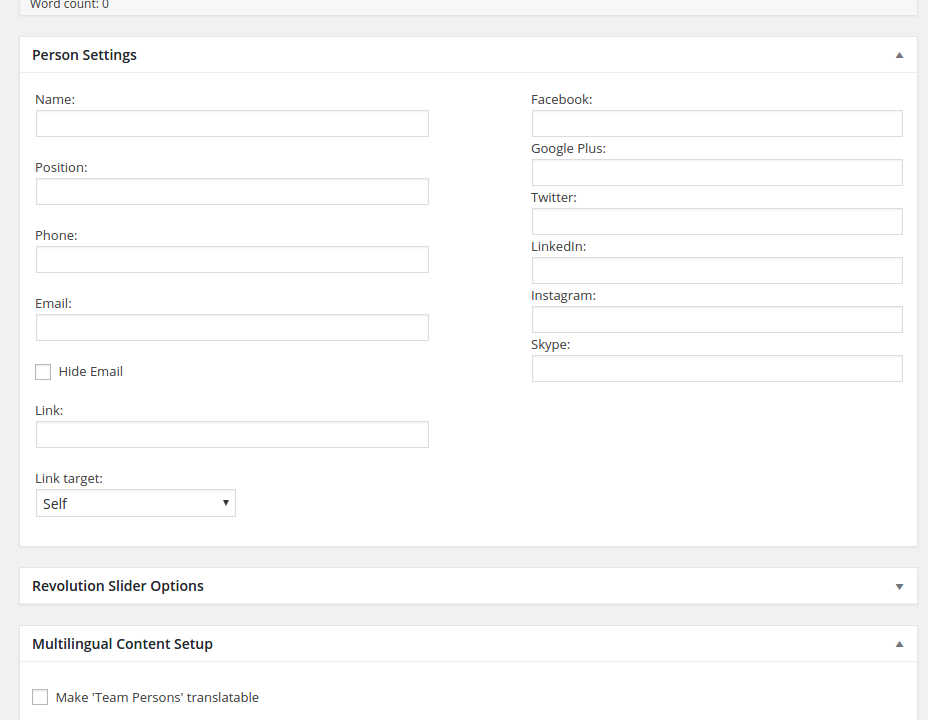 Word count: 0
Person Settings
Name:
Position:
Phone:
Email:
Hide Email
Link:
Link target:
Self
Facebook:
Google Plus:
Twitter:
LinkedIn:
Instagram:
Skype:
Revolution Slider Options
Multilingual Content Setup
Make 'Team Persons' translatable